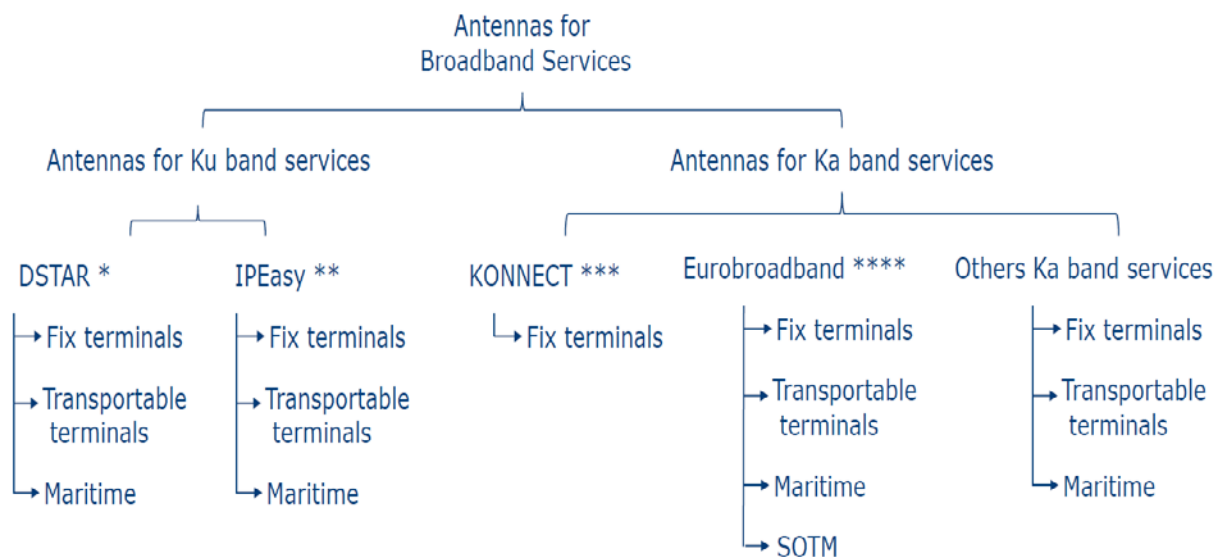 Antennas for
Broadband Services
Antennas for Ku band services
Antennas for Ka band services
DSTAR *
IPEasy **
KONNECT ***
Eurobroadband ****
Others Ka band services
Fix terminals
Fix terminals
Fix terminals
Fix terminals
Fix terminals
Transportable
terminals
Transportable
terminals
Transportable
terminals
Transportable
terminals
Maritime
Maritime
Maritime
Maritime
SOTM